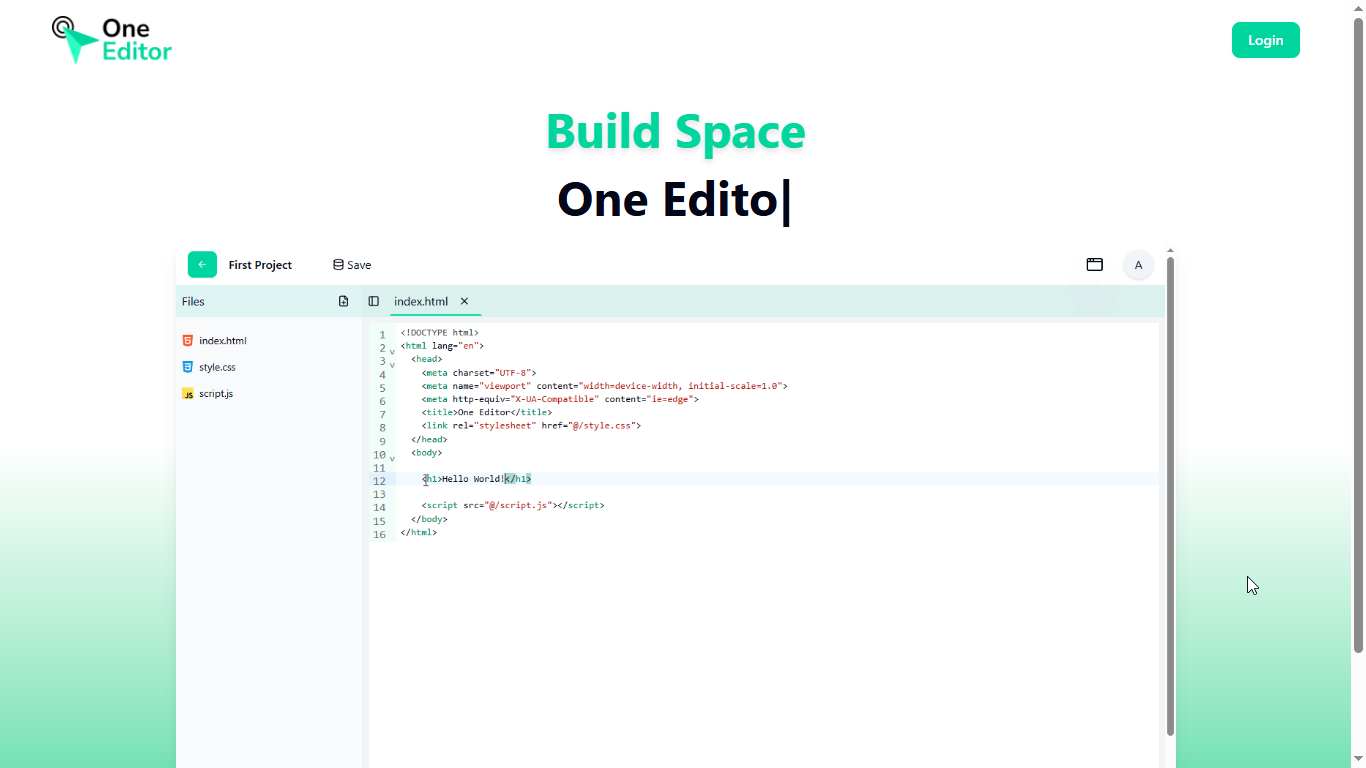 One
Editor
Login
Build Space
One Edito
First Project
Save
A
Files
index.html
index.html
style.css
script.js
1 <!DOCTYPE html>
2 <html lang="en">
3 <head>
4 <meta charset="UTF-8">
5 <meta name="viewport" content="width=device-width, initial-scale=1.0">
6 <meta http-equiv="X-UA-Compatible" content="ie=edge">
7 <title>One Editor</title>
8 <link rel="stylesheet" href="@/style.css">
9 </head>
10 <body>
11
12 <h1>Hello World!</h1>
13
14 <script src="@/script.js"></script>
15 </body>
16 </html>